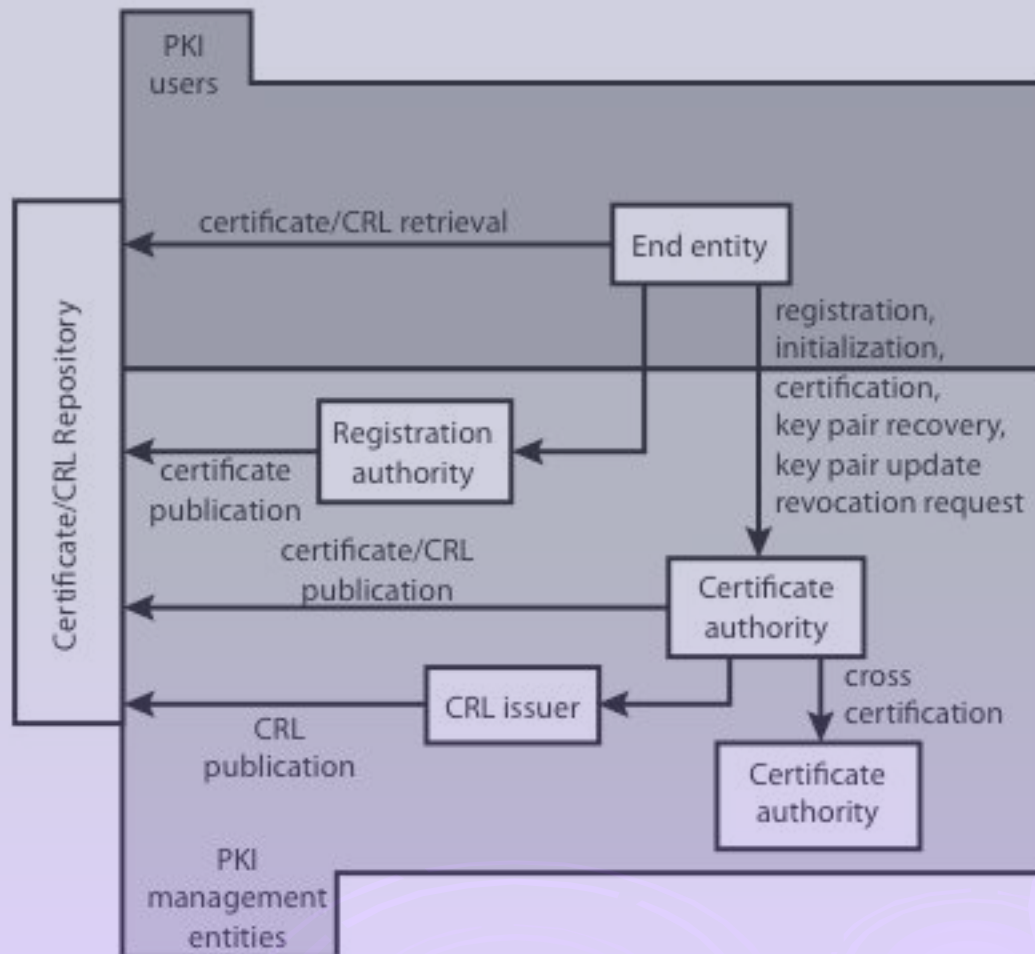 PKI
users
certificate/CRL retrieval
End entity
registration,
initialization,
certification,
key pair recovery,
key pair update
revocation request
Certificate/CRL Repository
Registration
authority
certificate
publication
certificate/CRL
publication
Certificate
authority
CRL issuer
CRL
publication
cross
certification
Certificate
authority
PKI
management
entities